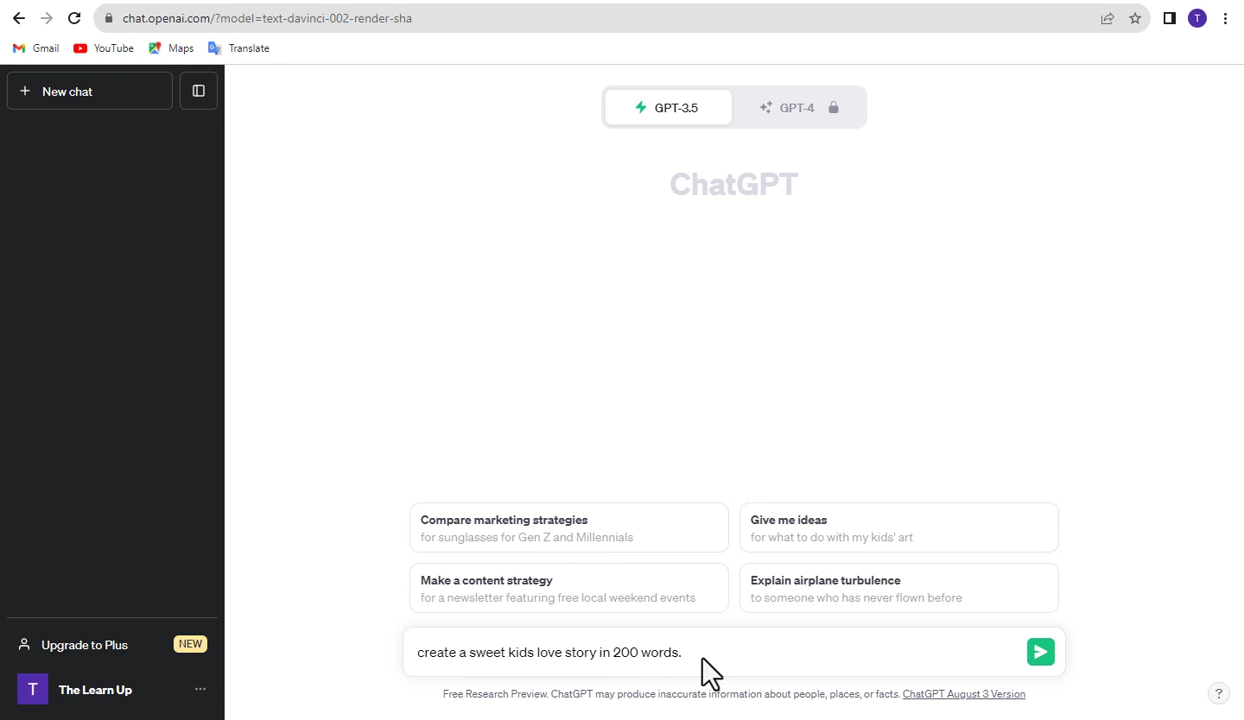 chat.openai.com/?model=text-davinci-002-render-sha
T
Gmail YouTube Maps Translate
New chat
GPT-3.5 GPT-4
ChatGPT
Compare marketing strategies
for sunglasses for Gen Z and Millennials
Give me ideas
for what to do with my kids' art
Make a content strategy
for a newsletter featuring free local weekend events
Explain airplane turbulence
to someone who has never flown before
Upgrade to Plus NEW
create a sweet kids love story in 200 words.
T The Learn Up ...
Free Research Preview. ChatGPT may produce inaccurate information about people, places, or facts. ChatGPT August 3 Version
?